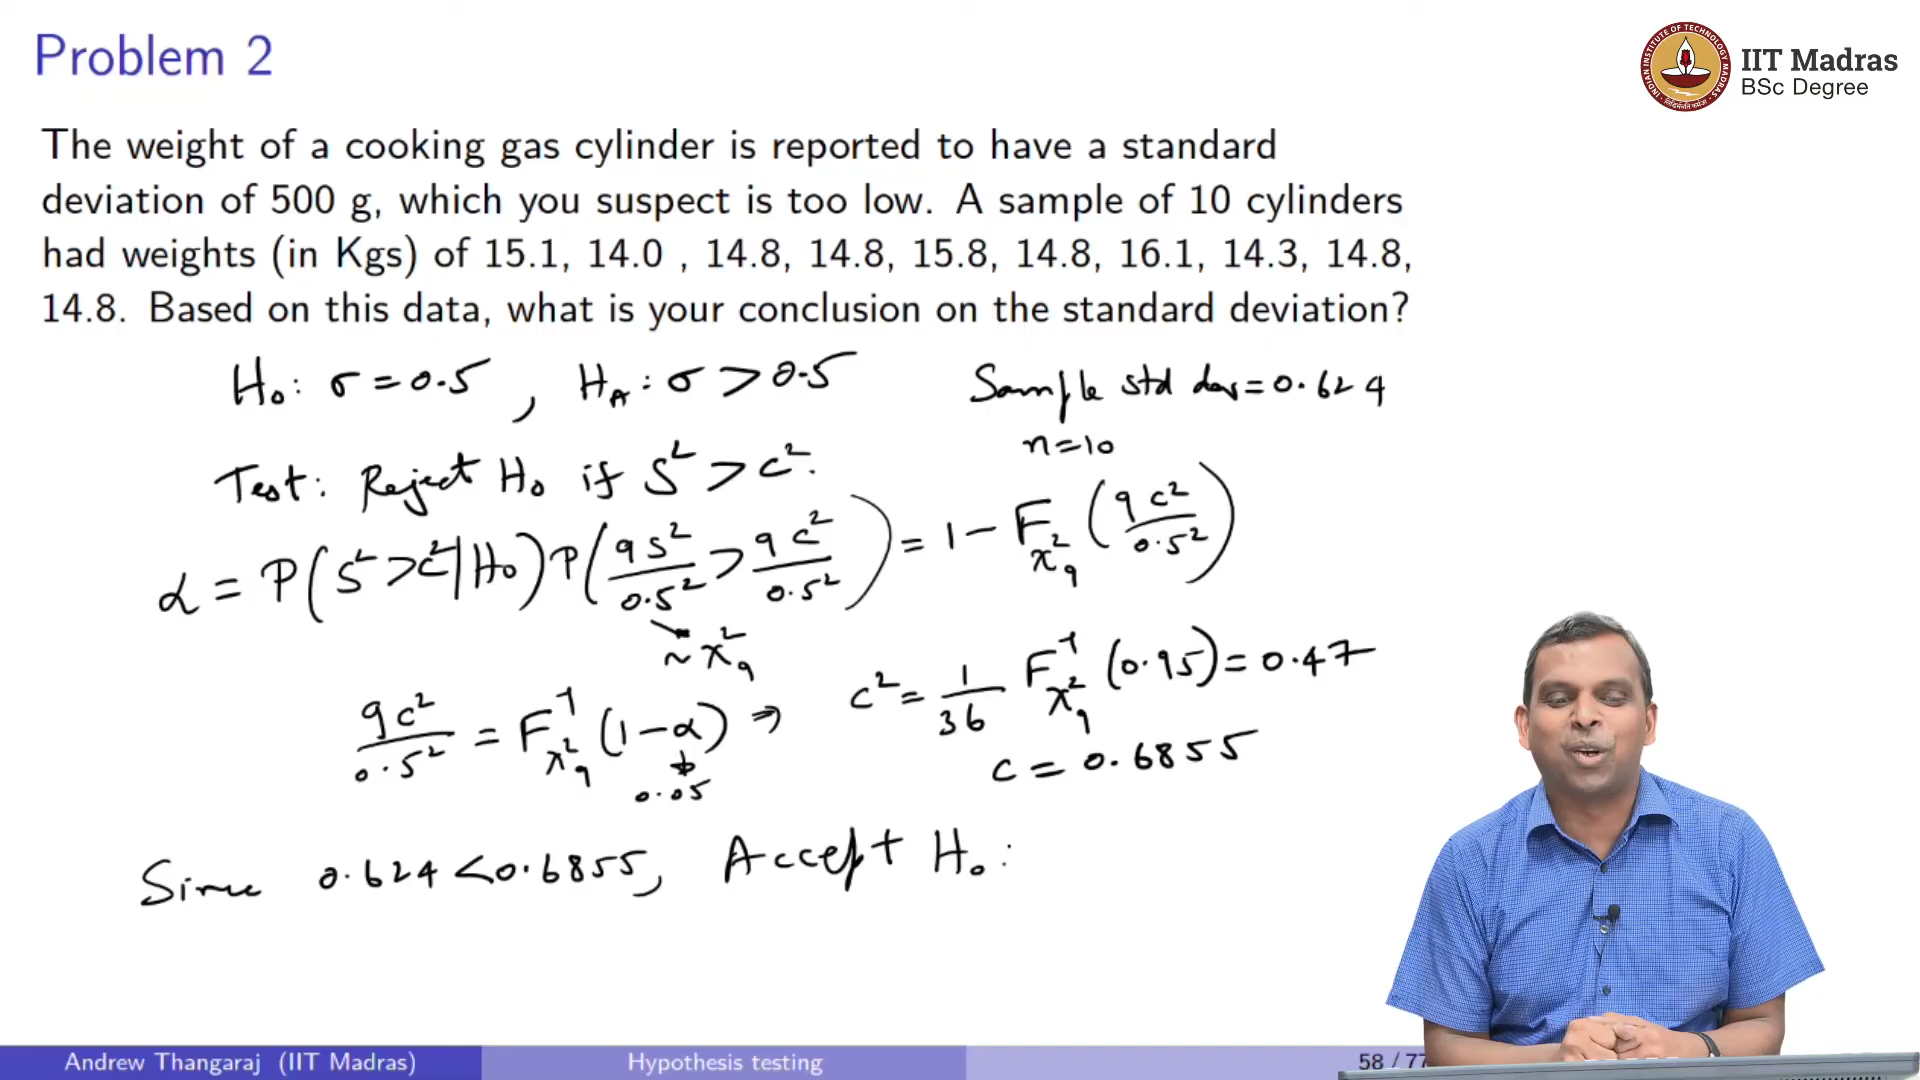 Problem 2
IIT Madras
BSc Degree
INDIAN INSTITUTE OF TECHNOLOGY MADRAS
The weight of a cooking gas cylinder is reported to have a standard
deviation of 500 g, which you suspect is too low. A sample of 10 cylinders
had weights (in Kgs) of 15.1, 14.0 , 14.8, 14.8, 15.8, 14.8, 16.1, 14.3, 14.8,
14.8. Based on this data, what is your conclusion on the standard deviation?
H₀: σ = 0.5 , H_A: σ > 0.5
Sample std dev = 0.624
n = 10
Test: Reject H₀ if S² > c².
α = P(S² > c² | H₀) P(9S²/0.5² > 9c²/0.5²) = 1 − F_χ²₉(9c²/0.5²)
~ χ²₉
9c²/0.5² = F⁻¹_χ²₉(1 − α) ⇒ c² = 1/36 F⁻¹_χ²₉(0.95) = 0.47
0.05
c = 0.6855
Since 0.624 < 0.6855, Accept H₀.
Andrew Thangaraj (IIT Madras)
Hypothesis testing
58 / 77